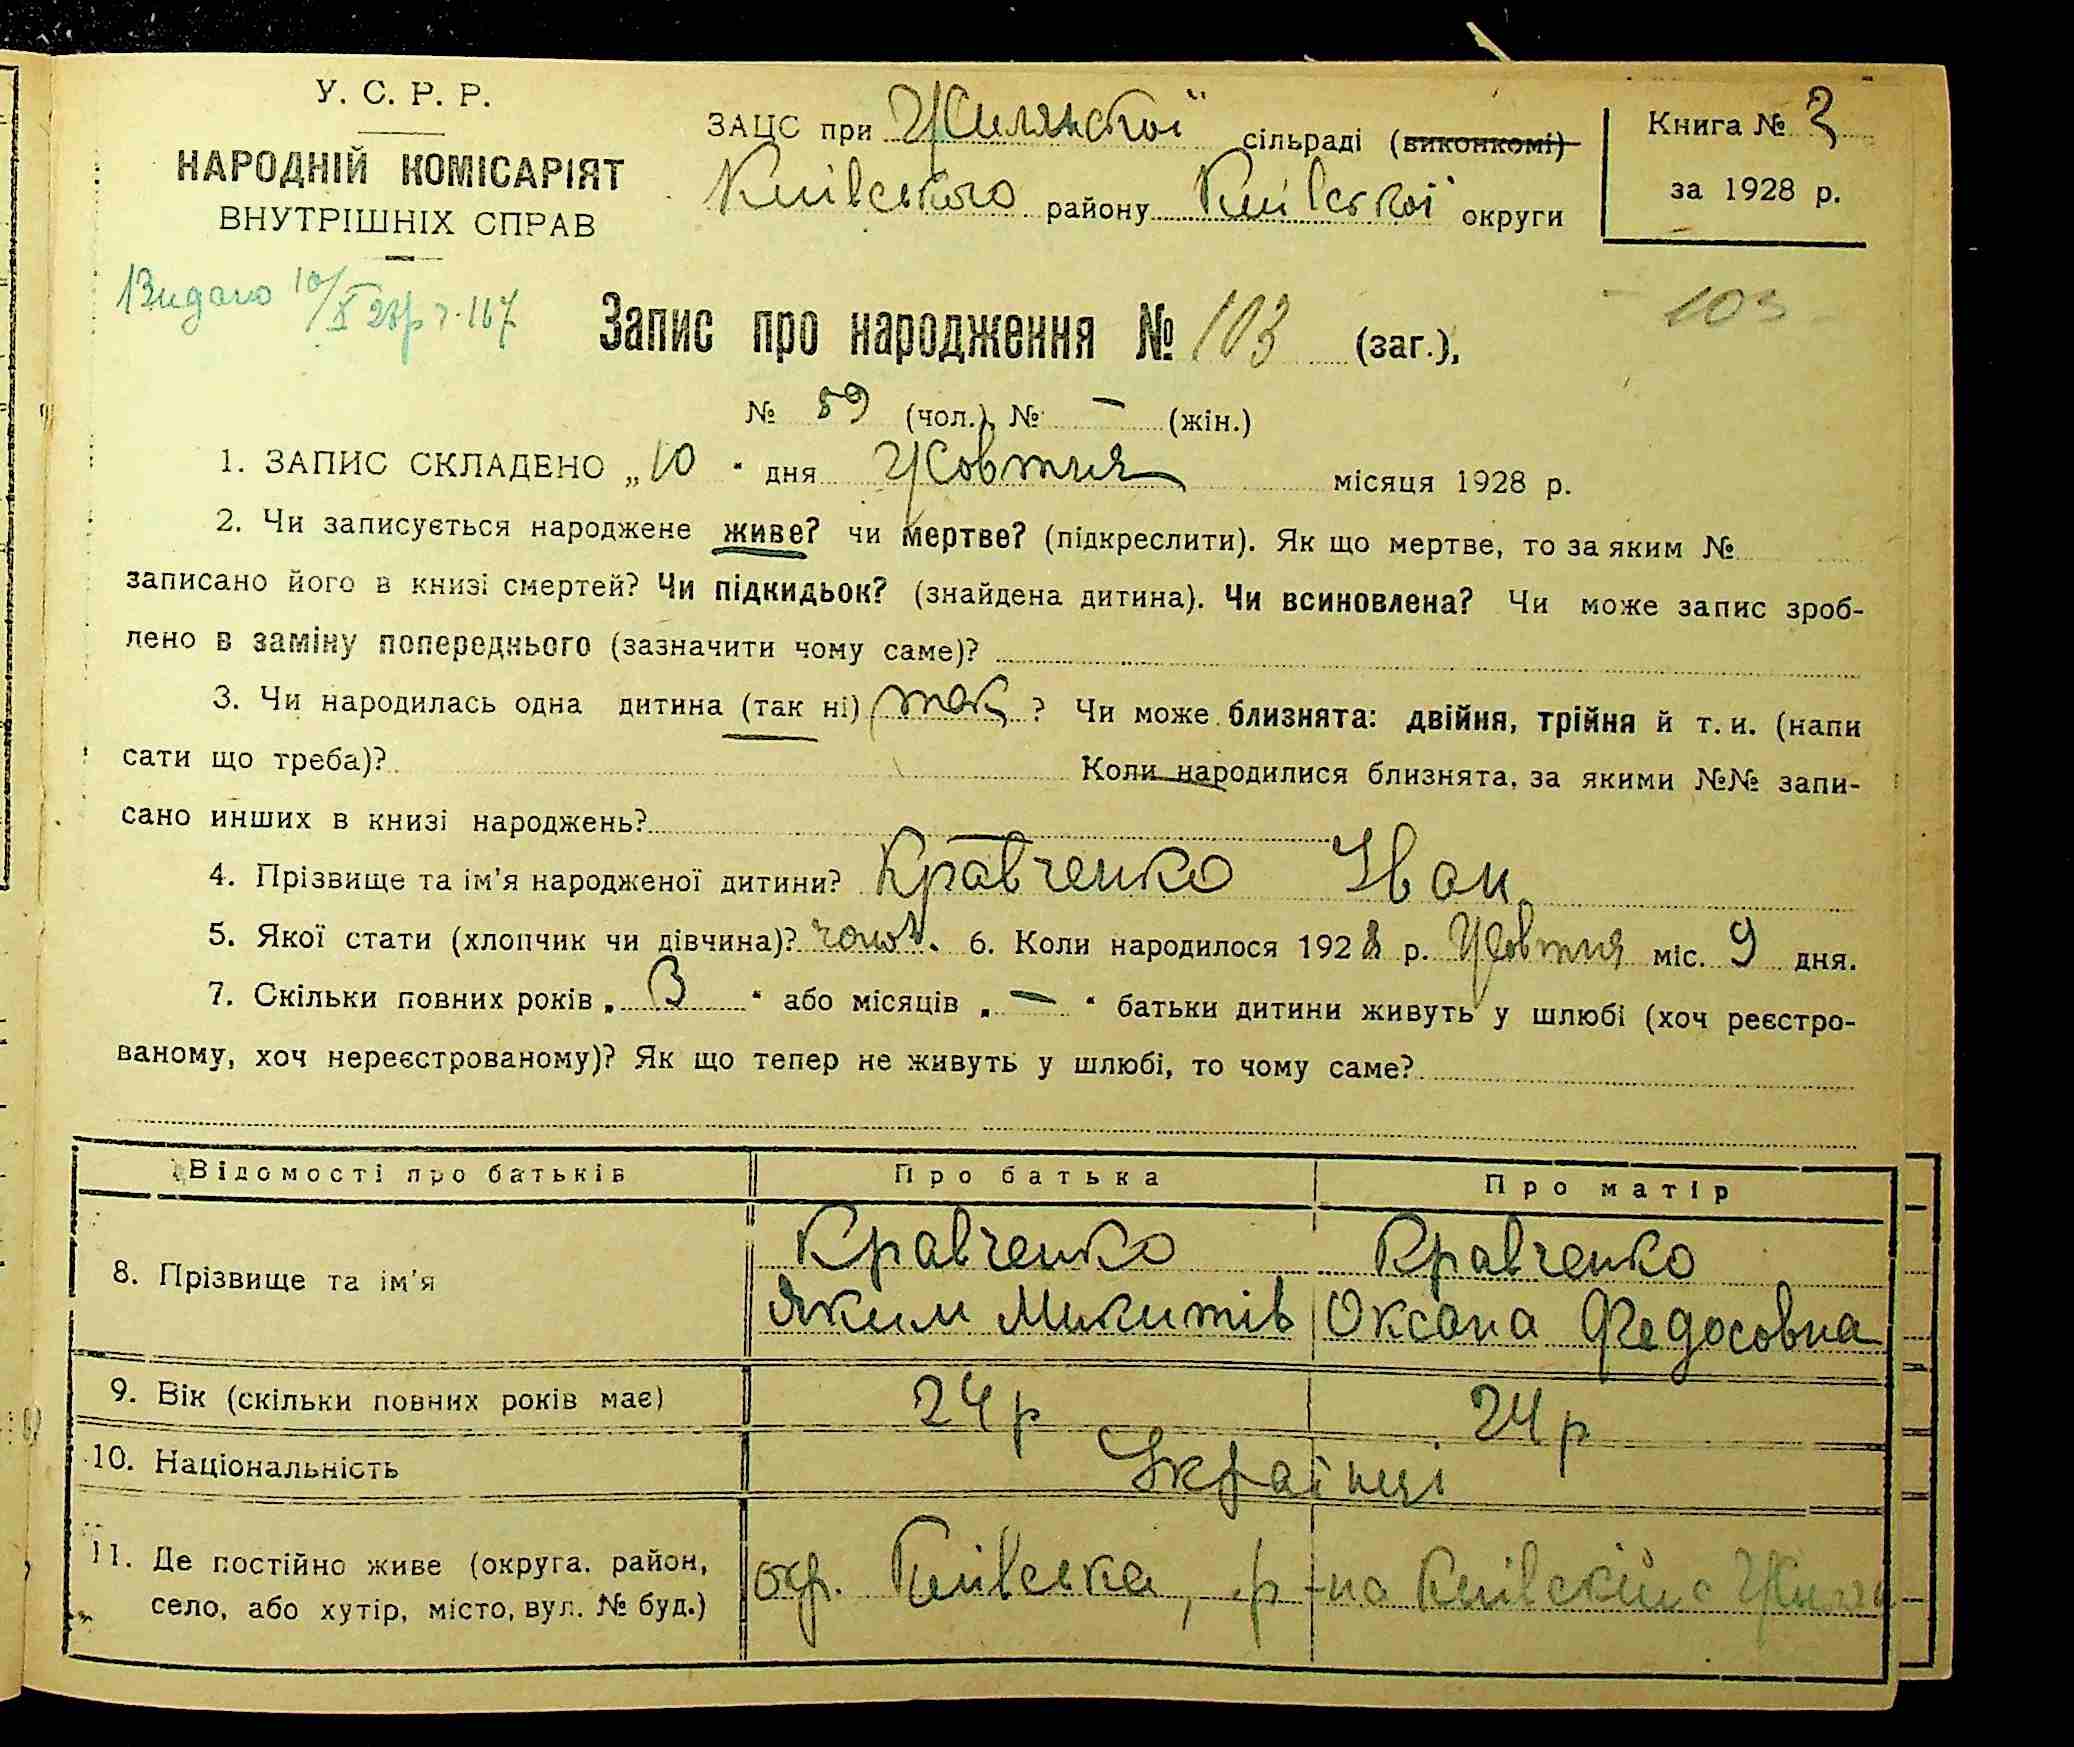 У. С. Р. Р.
НАРОДНІЙ КОМІСАРІЯТ
ВНУТРІШНІХ СПРАВ
ЗАЦС при Жилянської сільраді (виконкомі)
Київського району Київської округи
Книга № 3
за 1928 р.
Видано 10/X 28р ч. 167
Запис про народження № 103 (заг.),
103
№ 59 (чол.), № – (жін.)
1. ЗАПИС СКЛАДЕНО „10“ дня Жовтня місяця 1928 р.
2. Чи записується народжене живе? чи мертве? (підкреслити). Як що мертве, то за яким №
записано його в книзі смертей? Чи підкидьок? (знайдена дитина). Чи всиновлена? Чи може запис зроб-
лено в заміну попереднього (зазначити чому саме)?
3. Чи народилась одна дитина (так ні) так ? Чи може близнята: двійня, трійня й т. и. (напи
сати що треба)? Коли народилися близнята, за якими №№ запи-
сано инших в книзі народжень?
4. Прізвище та ім'я народженої дитини? Кравченко Іван
5. Якої стати (хлопчик чи дівчина)? чолов. 6. Коли народилося 1928 р. Жовтня міс. 9 дня.
7. Скільки повних років „ 3 “ або місяців „ – “ батьки дитини живуть у шлюбі (хоч реєстро-
ваному, хоч нереєстрованому)? Як що тепер не живуть у шлюбі, то чому саме?
Відомості про батьків Про батька Про матір
8. Прізвище та ім'я
Кравченко Кравченко
Яким Микитів Оксана Федосовна
9. Вік (скільки повних років має) 24 р 24 р
10. Національність Українці
11. Де постійно живе (округа, район,
село, або хутір, місто, вул. № буд.)
окр. Київська, р-на Київскій с